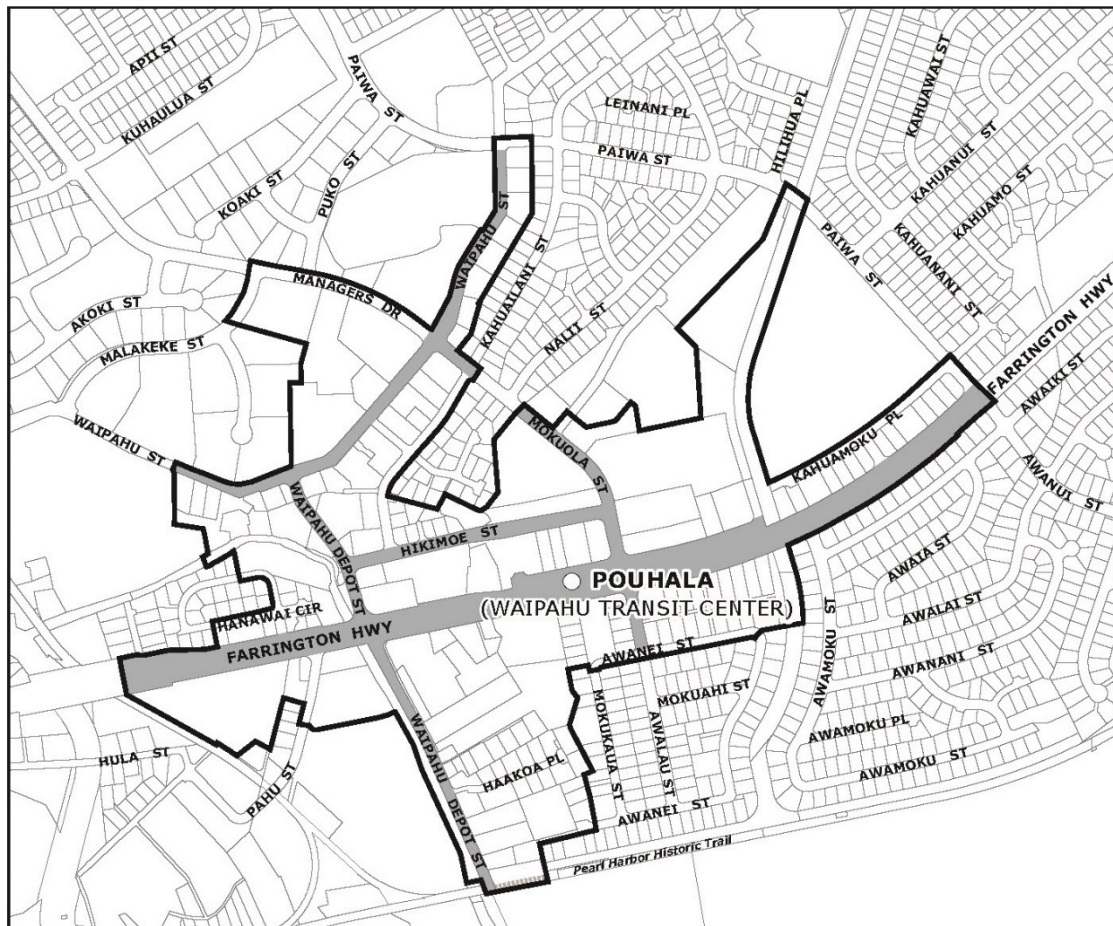 APII ST
KUHAULUA ST
PAIWA ST
LEINANI PL
PAIWA ST
HILIHUA PL
KAHUAWAI ST
KAHUANUI ST
KAHUAMO ST
KAHUANANI ST
PAIWA ST
KOAKI ST
PUKO ST
WAIPAHU ST
MANAGERS DR
KAHUAILANI ST
NALII ST
AKOKI ST
MALAKEKE ST
WAIPAHU ST
FARRINGTON HWY
AWAIKI ST
KAHUAMOKU PL
AWANUI ST
MOKUOLA ST
WAIPAHU DEPOT ST
HIKIMOE ST
POUHALA
(WAIPAHU TRANSIT CENTER)
AWAIA ST
AWALAI ST
AWANANI ST
HANAWAI CIR
FARRINGTON HWY
AWANEI ST
AWAMOKU ST
MOKUAHI ST
MOKUKAUA ST
AWALAU ST
AWAMOKU PL
AWAMOKU ST
HULA ST
PAHU ST
WAIPAHU DEPOT ST
HAAKOA PL
AWANEI ST
Pearl Harbor Historic Trail